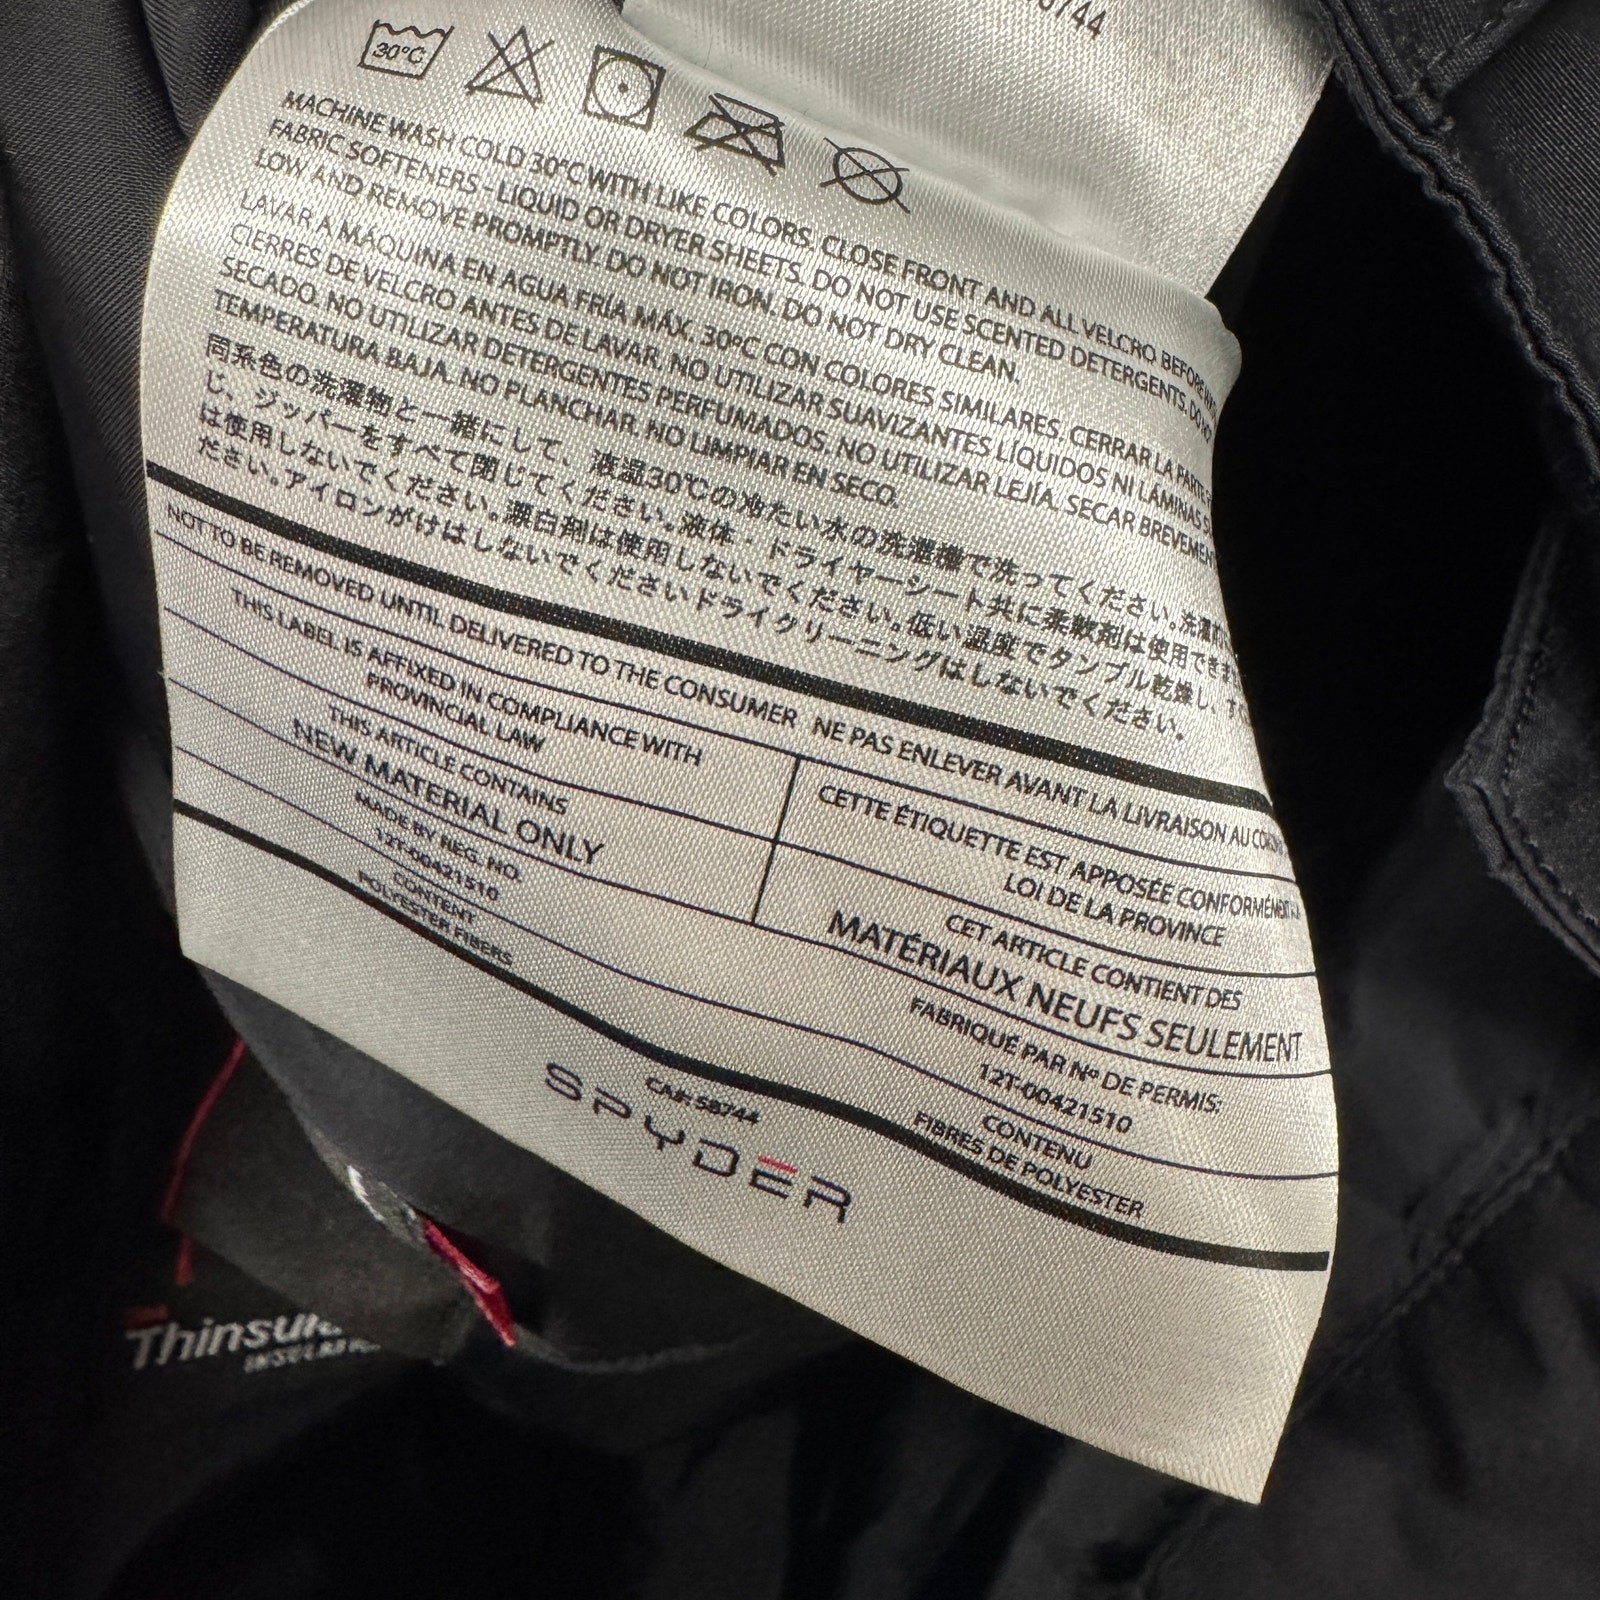 30°C
MACHINE WASH COLD 30°C WITH LIKE COLORS. CLOSE FRONT AND ALL VELCRO BEFORE
FABRIC SOFTENERS - LIQUID OR DRYER SHEETS. DO NOT USE SCENTED DETERGENTS. DO NOT
LOW AND REMOVE PROMPTLY. DO NOT IRON. DO NOT DRY CLEAN.
LAVAR A MÁQUINA EN AGUA FRÍA MÁX. 30ºC CON COLORES SIMILARES. CERRAR LA PARTE
CIERRES DE VELCRO ANTES DE LAVAR. NO UTILIZAR SUAVIZANTES LÍQUIDOS NI LÁMINAS
SECADO. NO UTILIZAR DETERGENTES PERFUMADOS. NO UTILIZAR LEJÍA. SECAR BREVEMENTE
TEMPERATURA BAJA. NO PLANCHAR. NO LIMPIAR EN SECO.
同系色の洗濯物と一緒にして、液温30℃の冷たい水の洗濯機で洗ってください。洗濯
じ、ジッパーをすべて閉じてください。液体・ドライヤーシート共に柔軟剤は使用できま
は使用しないでください。漂白剤は使用しないでください。低い温度でタンブル乾燥し、
ださい。アイロンがけはしないでくださいドライクリーニングはしないでください。
NOT TO BE REMOVED UNTIL DELIVERED TO THE CONSUMER NE PAS ENLEVER AVANT LA LIVRAISON AU
THIS LABEL IS AFFIXED IN COMPLIANCE WITH
PROVINCIAL LAW
CETTE ÉTIQUETTE EST APPOSÉE CONFORMÉMENT
LOI DE LA PROVINCE
THIS ARTICLE CONTAINS
NEW MATERIAL ONLY
CET ARTICLE CONTIENT DES
MATÉRIAUX NEUFS SEULEMENT
MADE BY REG. NO.
12T-00421510
FABRIQUÉ PAR Nº DE PERMIS:
12T-00421510
CONTENT
POLYESTER FIBERS
CONTENU
FIBRES DE POLYESTER
CA#: 58744
SPYDER
Thinsul